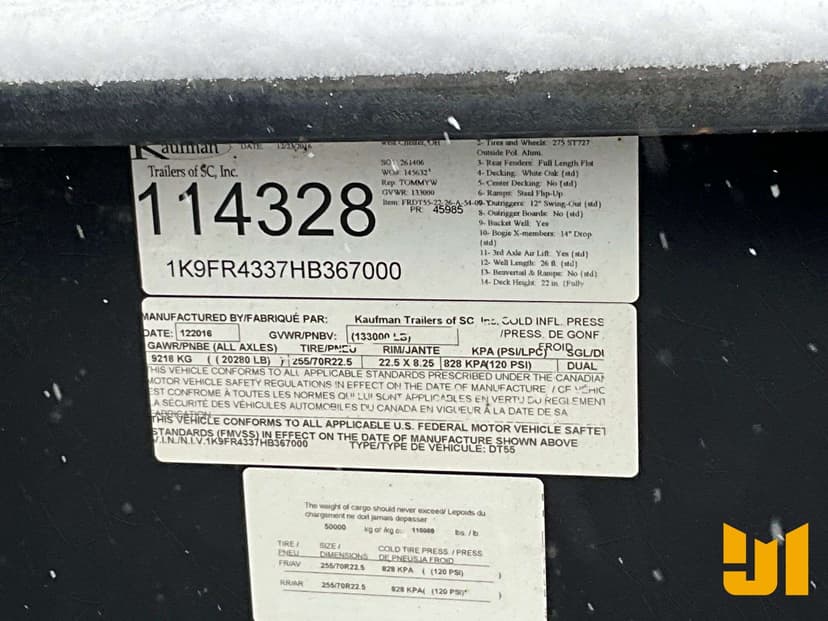 Kaufman DATE: 12/23/2016 West Chester, OH
Trailers of SC, Inc.
SO# 261406
WO#: 145632
Rep: TOMMYW
GVWR: 133000
Item: FRDT55-22-26-A-54-09-
PR: 45985
114328
1K9FR4337HB367000
2- Tires and Wheels: 275 ST727
Outside Pol. Alum.
3- Rear Fenders: Full Length Flat
4- Decking: White Oak {std}
5- Center Decking: No {std}
6- Ramps: Steel Flip-Up
Outriggers: 12" Swing-Out {std}
8- Outrigger Boards: No {std}
9- Bucket Well: Yes
10- Bogie X-members: 14" Drop
{std}
11- 3rd Axle Air Lift: Yes {std}
12- Well Length: 26 ft. {std}
13- Beavertail & Ramps: No {std}
14- Deck Height: 22 in. {Fully
MANUFACTURED BY/FABRIQUÉ PAR: Kaufman Trailers of SC, Inc. COLD INFL. PRESS
/PRESS. DE GONF.
DATE: 122016 GVWR/PNBV: (133000 LB) FROID
GAWR/PNBE (ALL AXLES) TIRE/PNEU RIM/JANTE KPA (PSI/LPC) SGL/DI
9218 KG ( ( 20280 LB ) 255/70R22.5 22.5 X 8.25 828 KPA(120 PSI) DUAL
THIS VEHICLE CONFORMS TO ALL APPLICABLE STANDARDS PRESCRIBED UNDER THE CANADIAN
MOTOR VEHICLE SAFETY REGULATIONS IN EFFECT ON THE DATE OF MANUFACTURE / CE VÉHIC
EST CONFORME À TOUTES LES NORMES QUI LUI SONT APPLICABLES EN VERTU DU RÈGLEMENT
LA SÉCURITÉ DES VÉHICULES AUTOMOBILES DU CANADA EN VIGUEUR À LA DATE DE SA
FABRICATION
THIS VEHICLE CONFORMS TO ALL APPLICABLE U.S. FEDERAL MOTOR VEHICLE SAFTET
STANDARDS (FMVSS) IN EFFECT ON THE DATE OF MANUFACTURE SHOWN ABOVE
V.I.N./N.I.V.1K9FR4337HB367000 TYPE/TYPE DE VÉHICULE: DT55
The weight of cargo should never exceed/ Lepoids du
chargsment ne dorl jamais depasser
50000 kg or /kg ou lbs. / lb
TIRE / SIZE / COLD TIRE PRESS. / PRESS
PNEU DIMENSIONS DE PNEUSJA FROID
FR/AV 255/70R22.5 828 KPA ( (120 PSI) )
RR/AR 255/70R22.5 828 KPA( (120 PSI) )